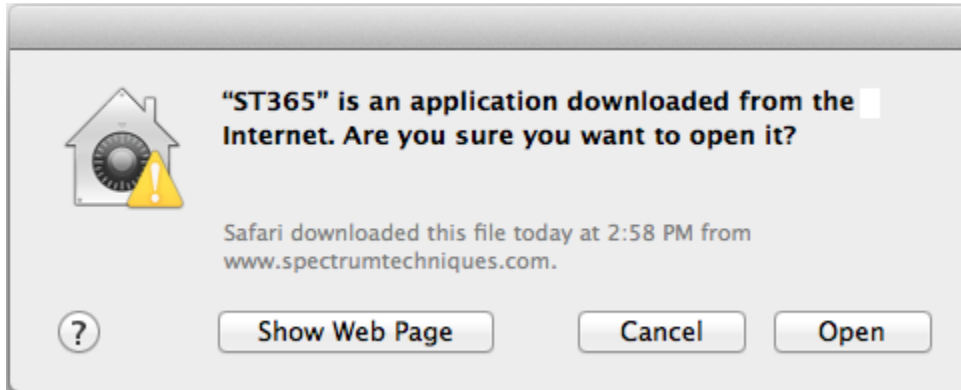 “ST365” is an application downloaded from the
Internet. Are you sure you want to open it?
Safari downloaded this file today at 2:58 PM from
www.spectrumtechniques.com.
?
Show Web Page
Cancel
Open